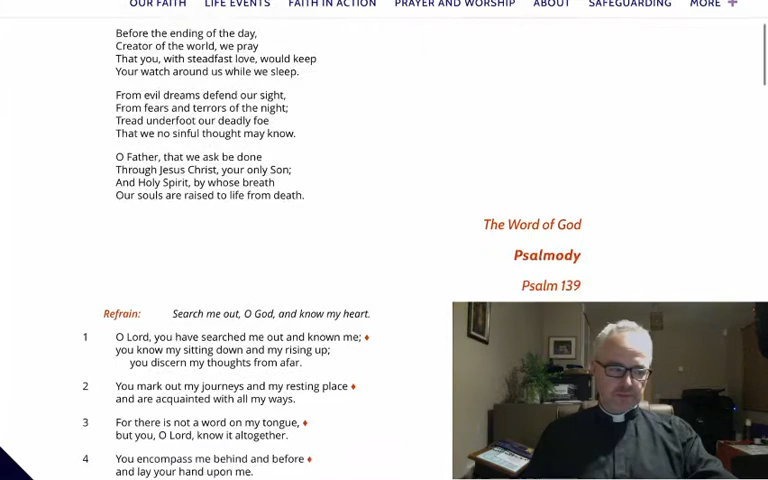 OUR FAITH LIFE EVENTS FAITH IN ACTION PRAYER AND WORSHIP ABOUT SAFEGUARDING MORE +
Before the ending of the day,
Creator of the world, we pray
That you, with steadfast love, would keep
Your watch around us while we sleep.
From evil dreams defend our sight,
From fears and terrors of the night;
Tread underfoot our deadly foe
That we no sinful thought may know.
O Father, that we ask be done
Through Jesus Christ, your only Son;
And Holy Spirit, by whose breath
Our souls are raised to life from death.
The Word of God
Psalmody
Psalm 139
Refrain: Search me out, O God, and know my heart.
1 O Lord, you have searched me out and known me; ♦
you know my sitting down and my rising up;
you discern my thoughts from afar.
2 You mark out my journeys and my resting place ♦
and are acquainted with all my ways.
3 For there is not a word on my tongue, ♦
but you, O Lord, know it altogether.
4 You encompass me behind and before ♦
and lay your hand upon me.